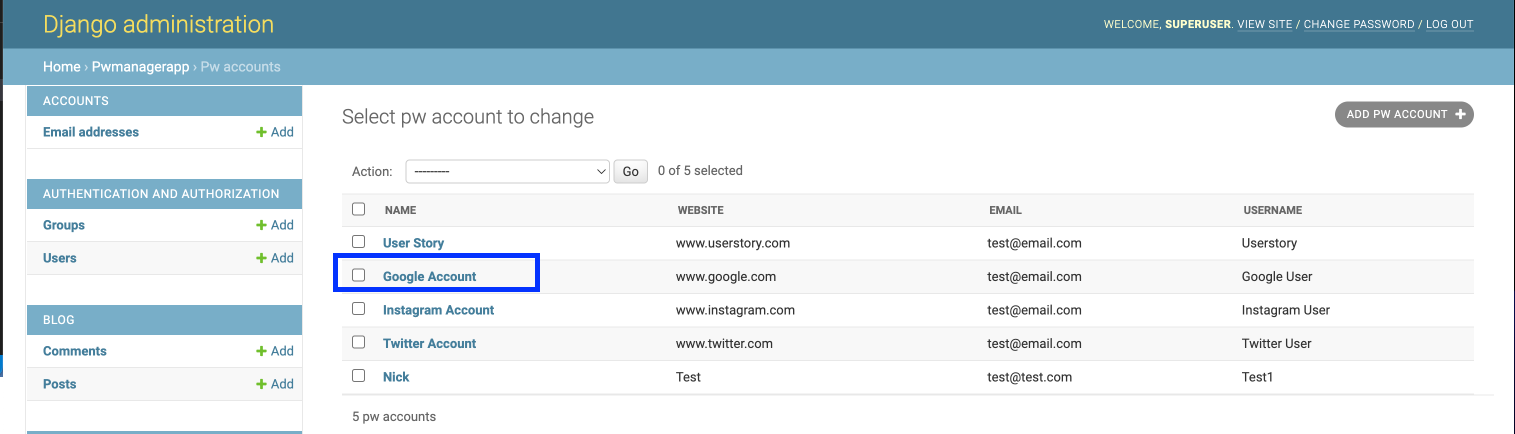 Django administration
WELCOME, SUPERUSER. VIEW SITE / CHANGE PASSWORD / LOG OUT
Home › Pwmanagerapp › Pw accounts
ACCOUNTS
Email addresses + Add
AUTHENTICATION AND AUTHORIZATION
Groups + Add
Users + Add
BLOG
Comments + Add
Posts + Add
Select pw account to change
ADD PW ACCOUNT +
Action: --------- Go 0 of 5 selected
NAME WEBSITE EMAIL USERNAME
User Story www.userstory.com test@email.com Userstory
Google Account www.google.com test@email.com Google User
Instagram Account www.instagram.com test@email.com Instagram User
Twitter Account www.twitter.com test@email.com Twitter User
Nick Test test@test.com Test1
5 pw accounts